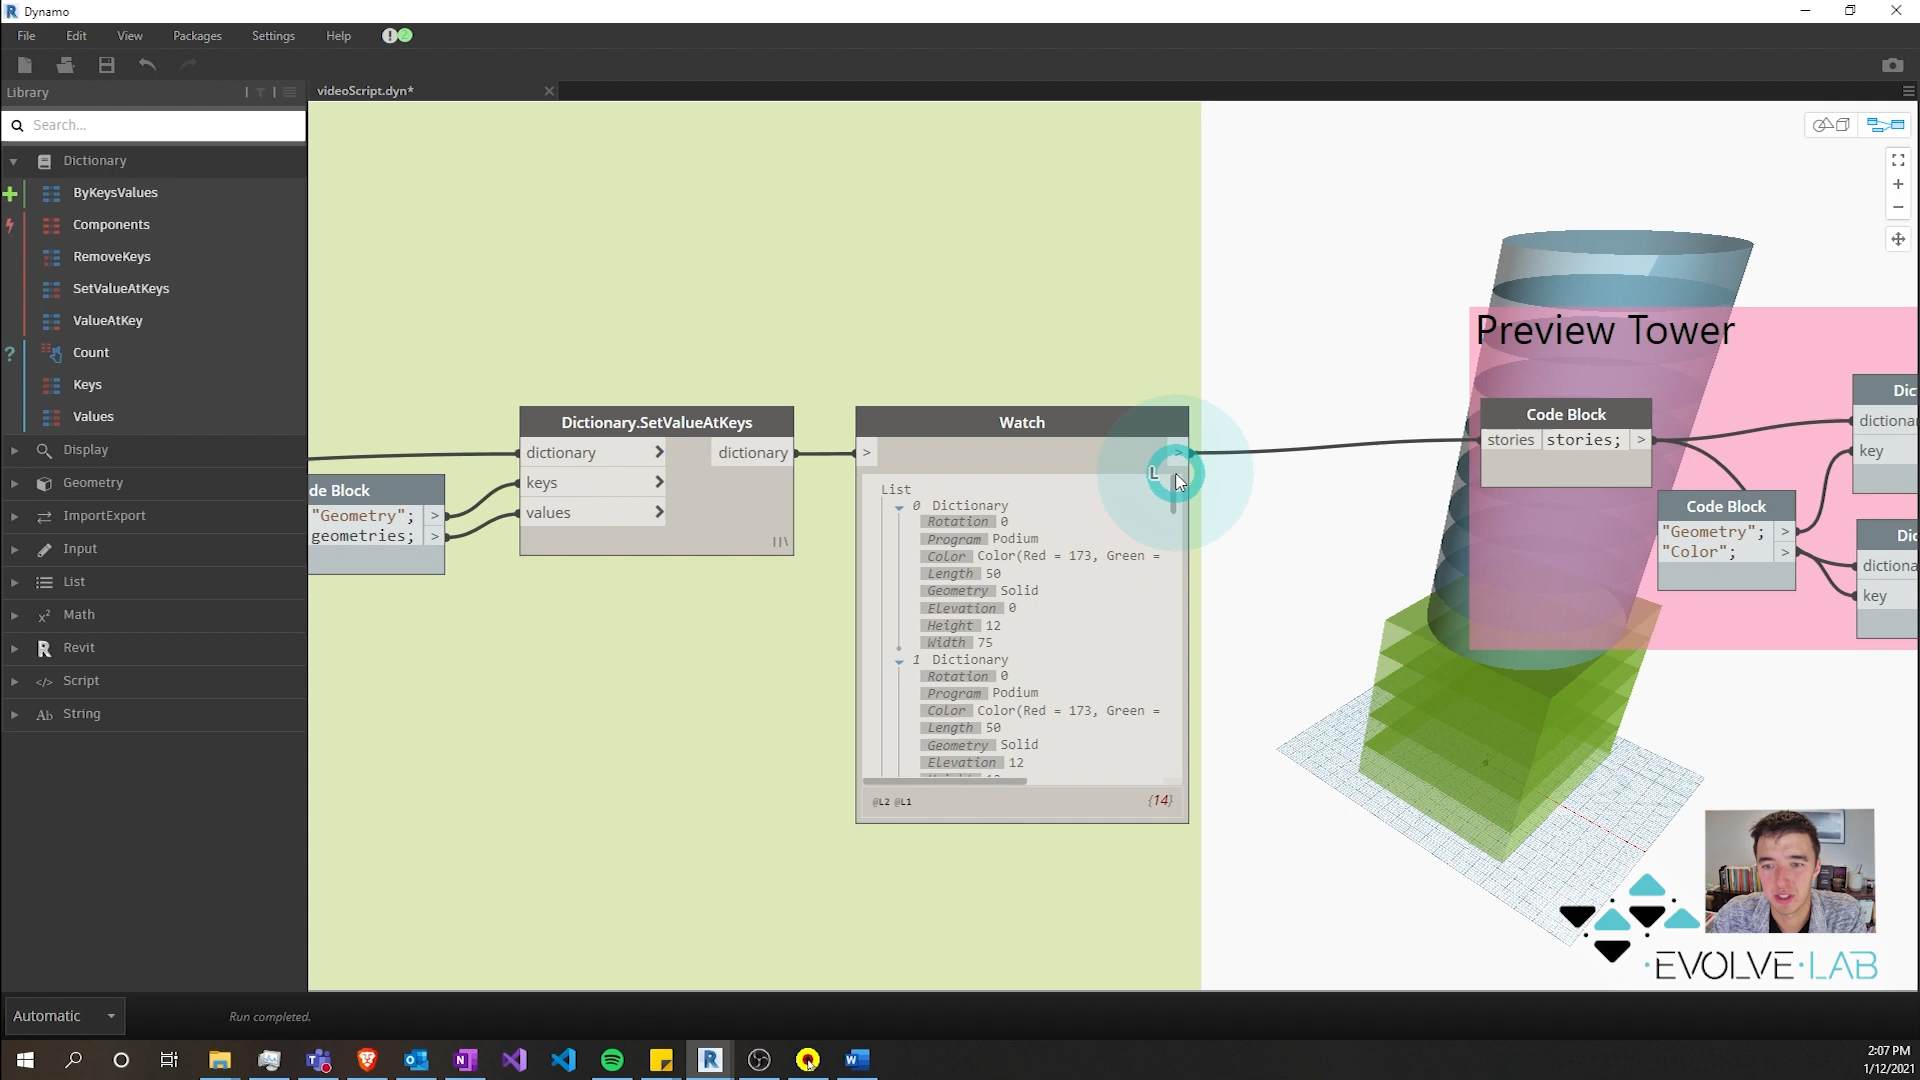 Dynamo
File Edit View Packages Settings Help
Library
videoScript.dyn*
Search...
Dictionary
ByKeysValues
Components
RemoveKeys
SetValueAtKeys
ValueAtKey
Count
Keys
Values
Display
Geometry
ImportExport
Input
List
Math
Revit
Script
String
de Block
"Geometry"; >
geometries; >
Dictionary.SetValueAtKeys
dictionary > dictionary
keys >
values >
Watch
> >
L
List
0 Dictionary
Rotation 0
Program Podium
Color Color(Red = 173, Green =
Length 50
Geometry Solid
Elevation 0
Height 12
Width 75
1 Dictionary
Rotation 0
Program Podium
Color Color(Red = 173, Green =
Length 50
Geometry Solid
Elevation 12
@L2 @L1 {14}
Preview Tower
Code Block
stories stories; >
Code Block
"Geometry"; >
"Color"; >
Dic
dictionar
key
Dic
dictiona
key
EVOLVE·LAB
Automatic
Run completed.
2:07 PM
1/12/2021